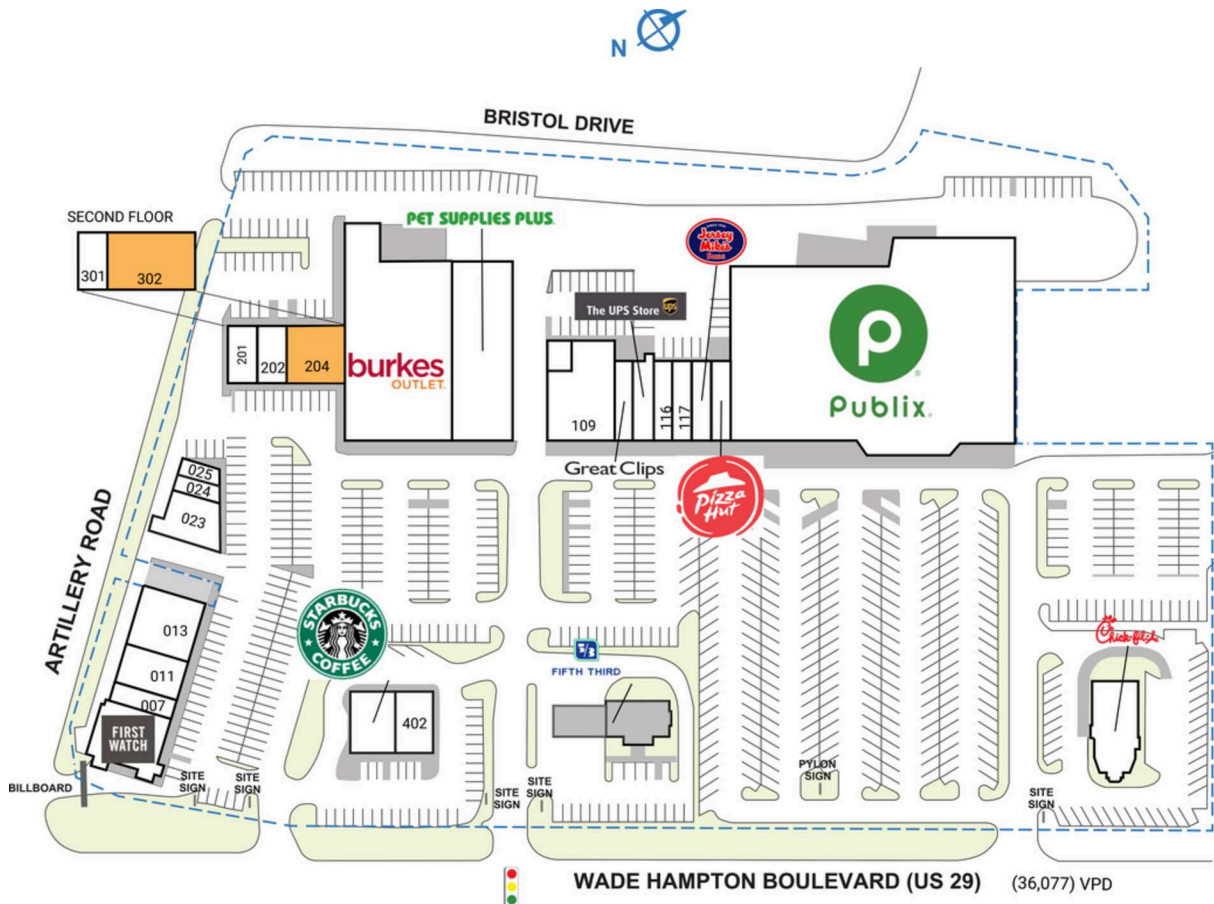 N
BRISTOL DRIVE
SECOND FLOOR
PET SUPPLIES PLUS.
SINCE 1956
Jersey
Mike's
Subs
301
302
The UPS Store
ups
201
202
204
burkes
OUTLET
Publix
116
117
109
Great Clips
Pizza
Hut
025
024
023
ARTILLERY ROAD
STARBUCKS
COFFEE
013
011
007
FIRST
WATCH
FIFTH THIRD
Chick-fil-A
402
BILLBOARD
SITE
SIGN
SITE
SIGN
SITE
SIGN
SITE
SIGN
PYLON
SIGN
SITE
SIGN
WADE HAMPTON BOULEVARD (US 29)
(36,077) VPD